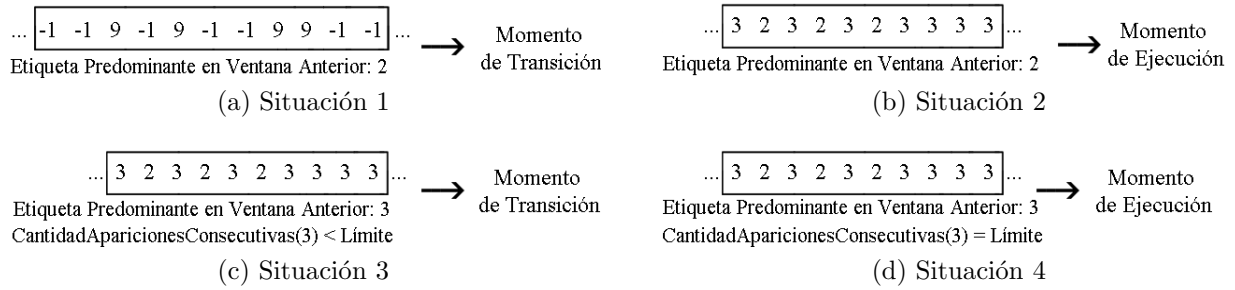 ... -1 -1 9 -1 9 -1 -1 9 9 -1 -1 ...
Momento
de Transición
Etiqueta Predominante en Ventana Anterior: 2
(a) Situación 1
... 3 2 3 2 3 2 3 3 3 3 ...
Momento
de Ejecución
Etiqueta Predominante en Ventana Anterior: 2
(b) Situación 2
... 3 2 3 2 3 2 3 3 3 3 ...
Momento
de Transición
Etiqueta Predominante en Ventana Anterior: 3
CantidadAparicionesConsecutivas(3) < Límite
(c) Situación 3
... 3 2 3 2 3 2 3 3 3 3 ...
Momento
de Ejecución
Etiqueta Predominante en Ventana Anterior: 3
CantidadAparicionesConsecutivas(3) = Límite
(d) Situación 4